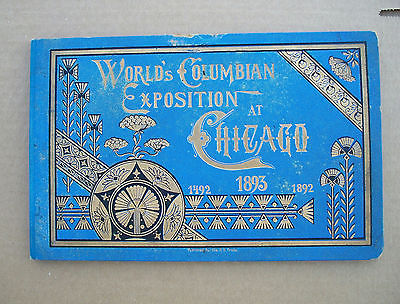 World's Columbian
Exposition
at
Chicago
1492 1893 1892